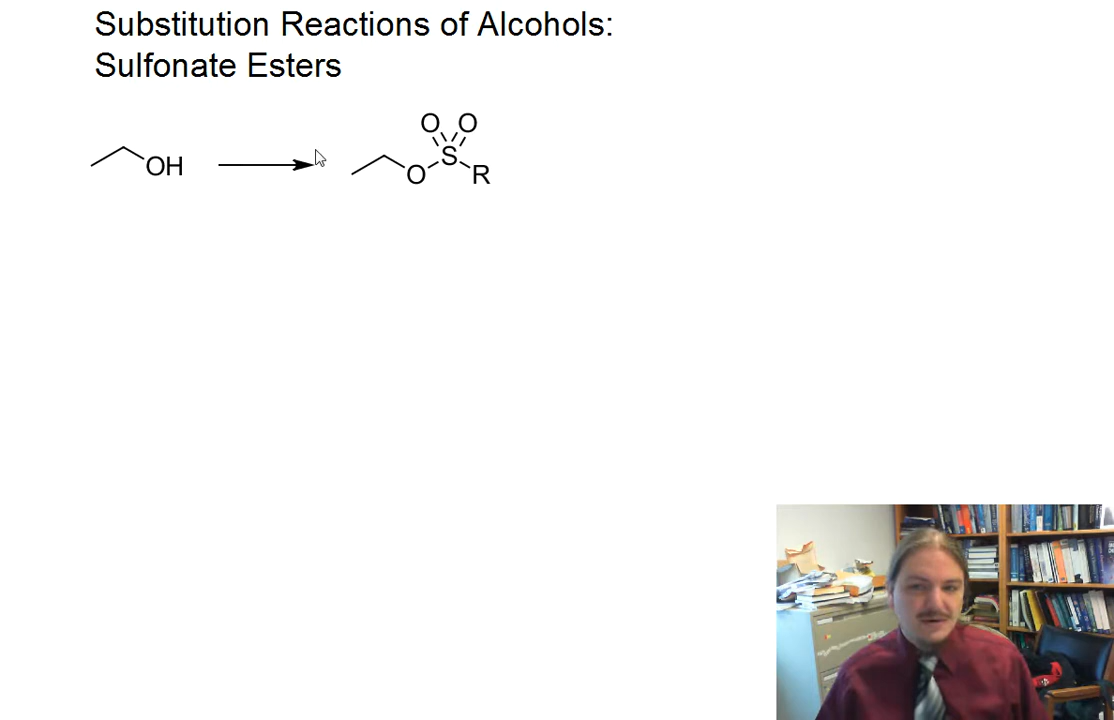 Substitution Reactions of Alcohols:
Sulfonate Esters
O O
OH
S
O
R